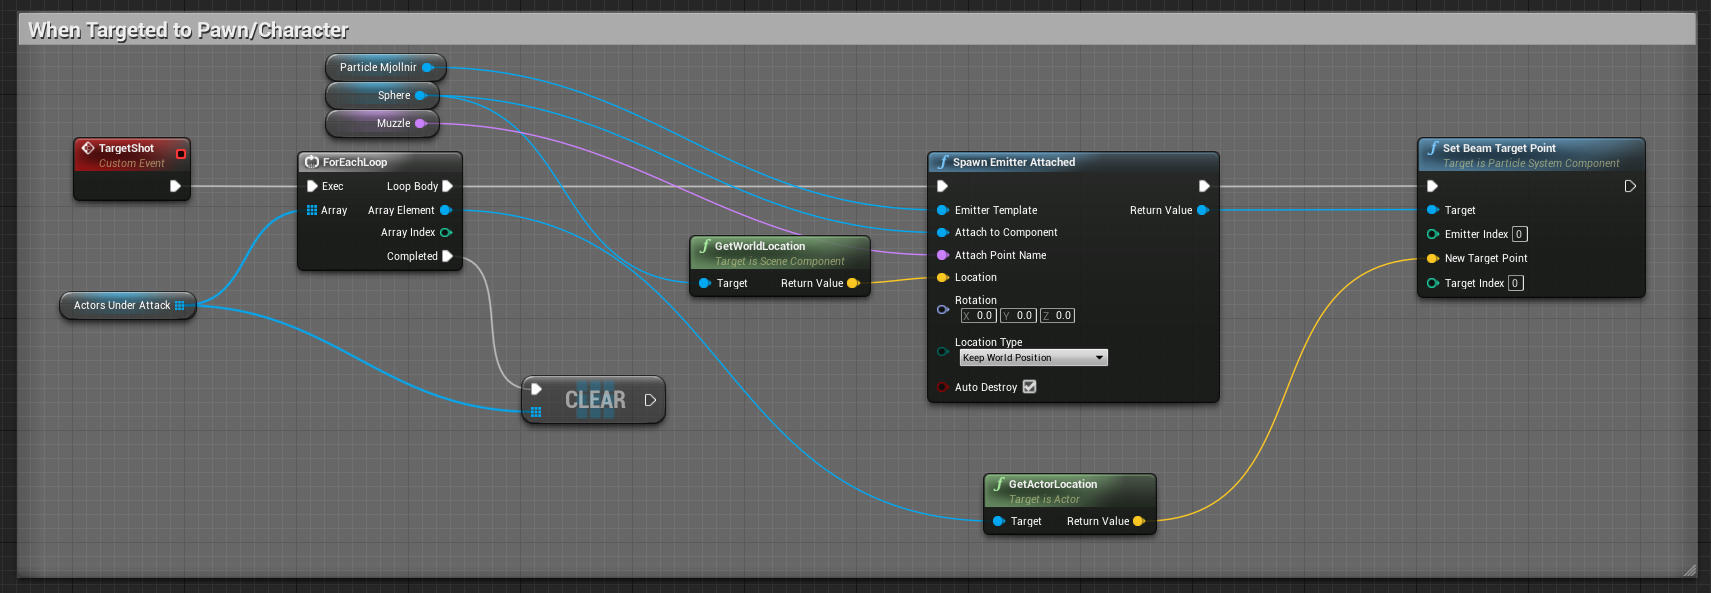 When Targeted to Pawn/Character
Particle Mjollnir
Sphere
Muzzle
TargetShot
Custom Event
ForEachLoop
Exec
Loop Body
Array
Array Element
Array Index
Completed
Actors Under Attack
CLEAR
GetWorldLocation
Target is Scene Component
Target
Return Value
Spawn Emitter Attached
Emitter Template
Return Value
Attach to Component
Attach Point Name
Location
Rotation
X 0.0 Y 0.0 Z 0.0
Location Type
Keep World Position
Auto Destroy
GetActorLocation
Target is Actor
Target
Return Value
Set Beam Target Point
Target is Particle System Component
Target
Emitter Index 0
New Target Point
Target Index 0